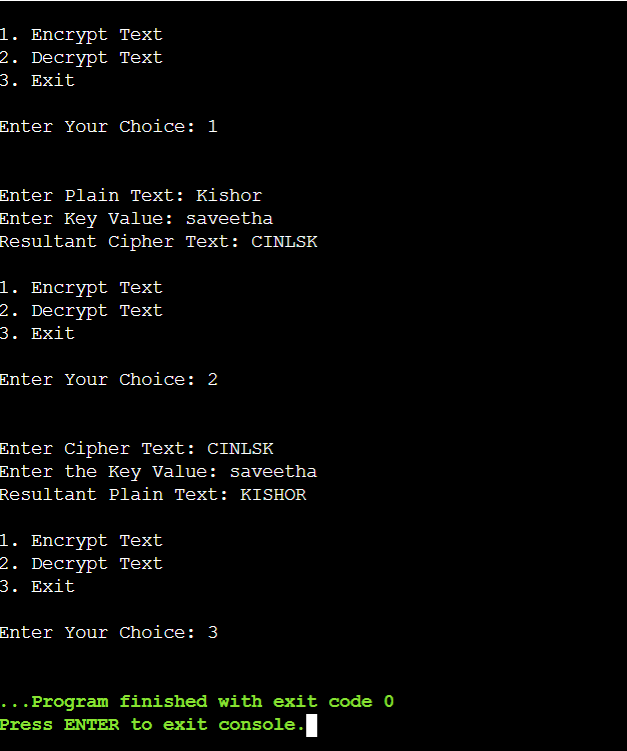 1. Encrypt Text
2. Decrypt Text
3. Exit
Enter Your Choice: 1
Enter Plain Text: Kishor
Enter Key Value: saveetha
Resultant Cipher Text: CINLSK
1. Encrypt Text
2. Decrypt Text
3. Exit
Enter Your Choice: 2
Enter Cipher Text: CINLSK
Enter the Key Value: saveetha
Resultant Plain Text: KISHOR
1. Encrypt Text
2. Decrypt Text
3. Exit
Enter Your Choice: 3
...Program finished with exit code 0
Press ENTER to exit console.